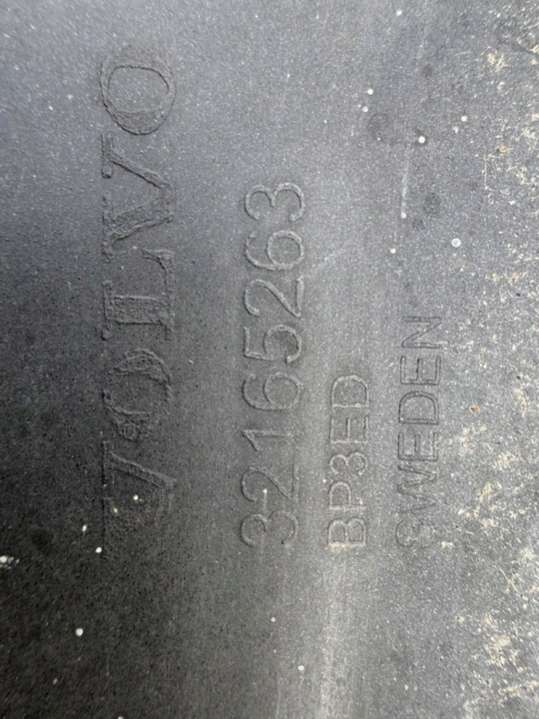 VOLVO
32165263
BP3ED
SWEDEN